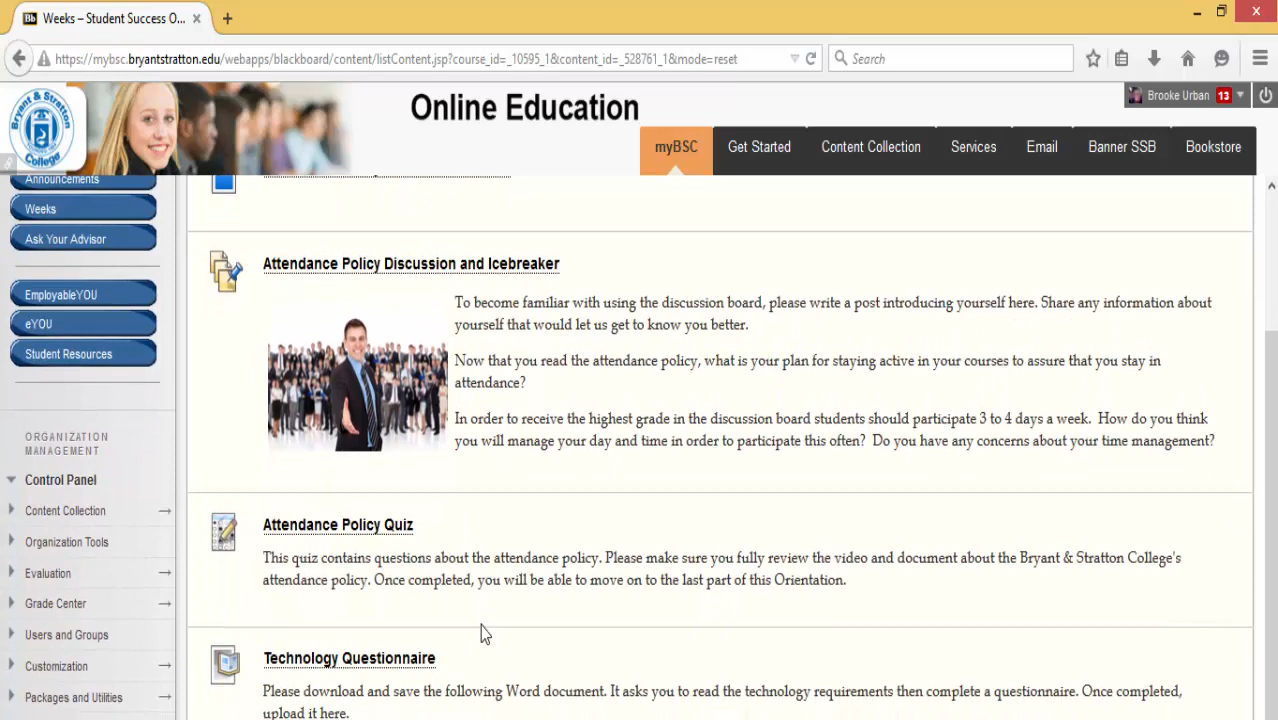 Weeks – Student Success O...
https://mybsc.bryantstratton.edu/webapps/blackboard/content/listContent.jsp?course_id=_10595_1&content_id=_528761_1&mode=reset
Search
Bryant & Stratton College
Online Education
Brooke Urban 13
myBSC Get Started Content Collection Services Email Banner SSB Bookstore
Announcements
Weeks
Ask Your Advisor
EmployableYOU
eYOU
Student Resources
ORGANIZATION
MANAGEMENT
Control Panel
Content Collection
Organization Tools
Evaluation
Grade Center
Users and Groups
Customization
Packages and Utilities
Attendance Policy Discussion and Icebreaker
To become familiar with using the discussion board, please write a post introducing yourself here. Share any information about
yourself that would let us get to know you better.
Now that you read the attendance policy, what is your plan for staying active in your courses to assure that you stay in
attendance?
In order to receive the highest grade in the discussion board students should participate 3 to 4 days a week. How do you think
you will manage your day and time in order to participate this often? Do you have any concerns about your time management?
Attendance Policy Quiz
This quiz contains questions about the attendance policy. Please make sure you fully review the video and document about the Bryant & Stratton College's
attendance policy. Once completed, you will be able to move on to the last part of this Orientation.
Technology Questionnaire
Please download and save the following Word document. It asks you to read the technology requirements then complete a questionnaire. Once completed,
upload it here.